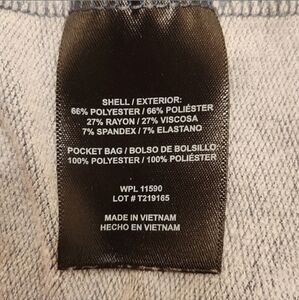 SHELL / EXTERIOR:
66% POLYESTER / 66% POLIÉSTER
27% RAYON / 27% VISCOSA
7% SPANDEX / 7% ELASTANO
POCKET BAG / BOLSO DE BOLSILLO
100% POLYESTER / 100% POLIÉSTER
WPL 11590
LOT # T219165
MADE IN VIETNAM
HECHO EN VIETNAM